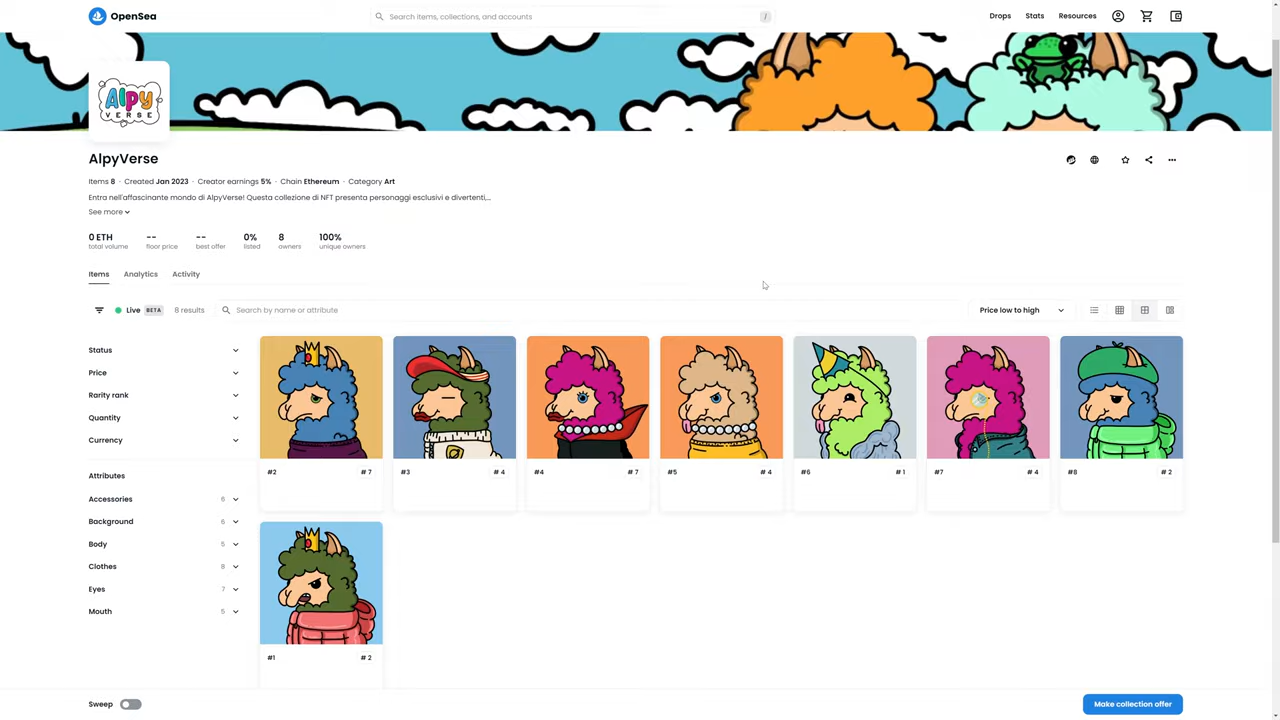 OpenSea
Search items, collections, and accounts
/
Drops
Stats
Resources
Alpy
VERSE
AlpyVerse
Items 8 · Created Jan 2023 · Creator earnings 5% · Chain Ethereum · Category Art
Entra nell'affascinante mondo di AlpyVerse! Questa collezione di NFT presenta personaggi esclusivi e divertenti,...
See more
0 ETH
total volume
--
floor price
--
best offer
0%
listed
8
owners
100%
unique owners
Items
Analytics
Activity
Live BETA
8 results
Search by name or attribute
Price low to high
Status
Price
Rarity rank
Quantity
Currency
Attributes
Accessories 6
Background 6
Body 5
Clothes 8
Eyes 7
Mouth 5
#2 # 7
#3 # 4
#4 # 7
#5 # 4
#6 # 1
#7 # 4
#8 # 2
#1 # 2
Sweep
Make collection offer